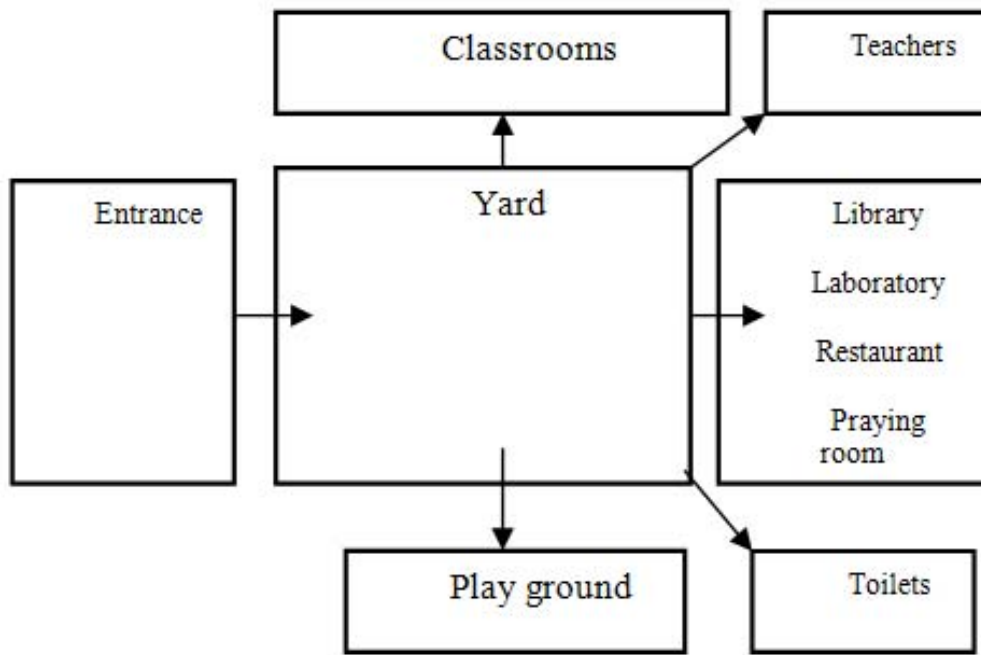 Classrooms
Teachers
Entrance
Yard
Library
Laboratory
Restaurant
Praying
room
Play ground
Toilets